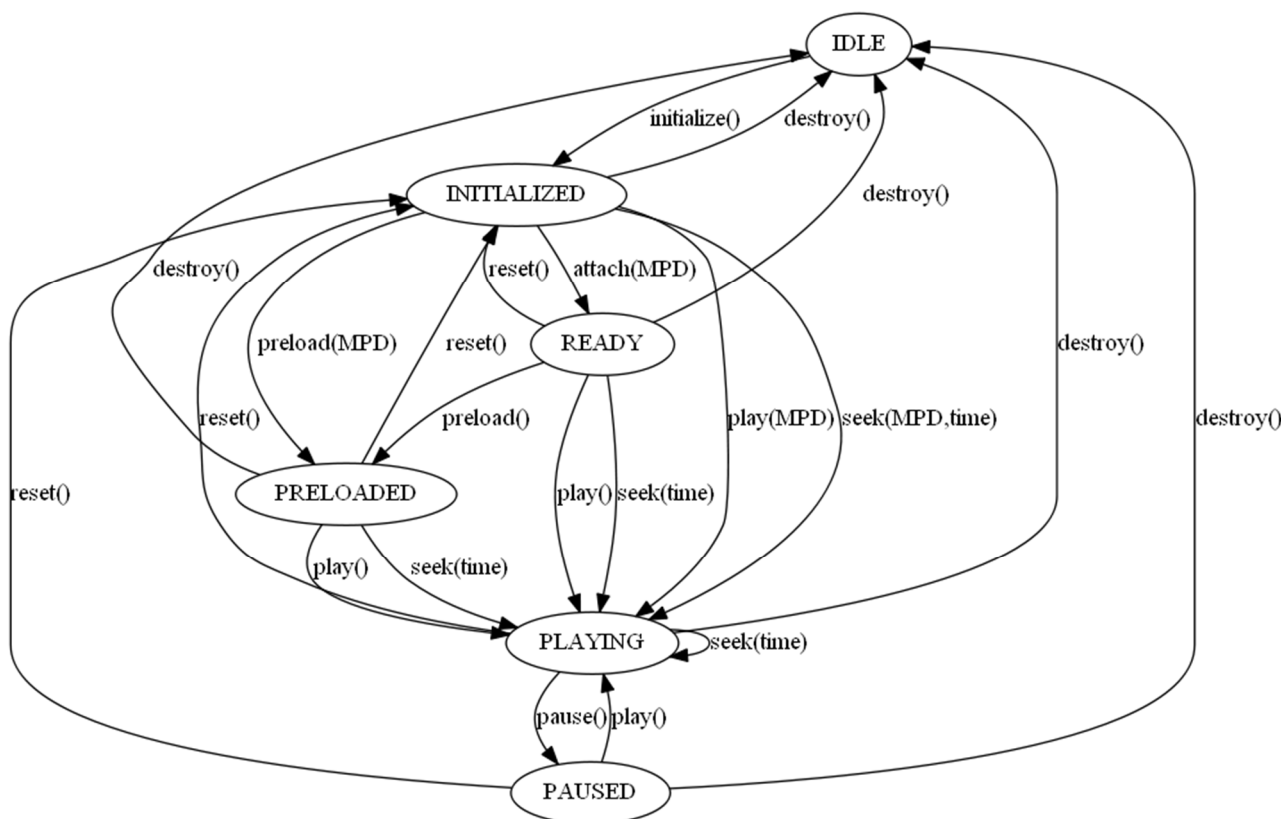 IDLE
initialize()
destroy()
INITIALIZED
destroy()
destroy()
reset()
attach(MPD)
preload(MPD)
reset()
READY
destroy()
reset()
preload()
play(MPD)
seek(MPD,time)
destroy()
reset()
PRELOADED
play()
seek(time)
play()
seek(time)
PLAYING
seek(time)
pause()
play()
PAUSED